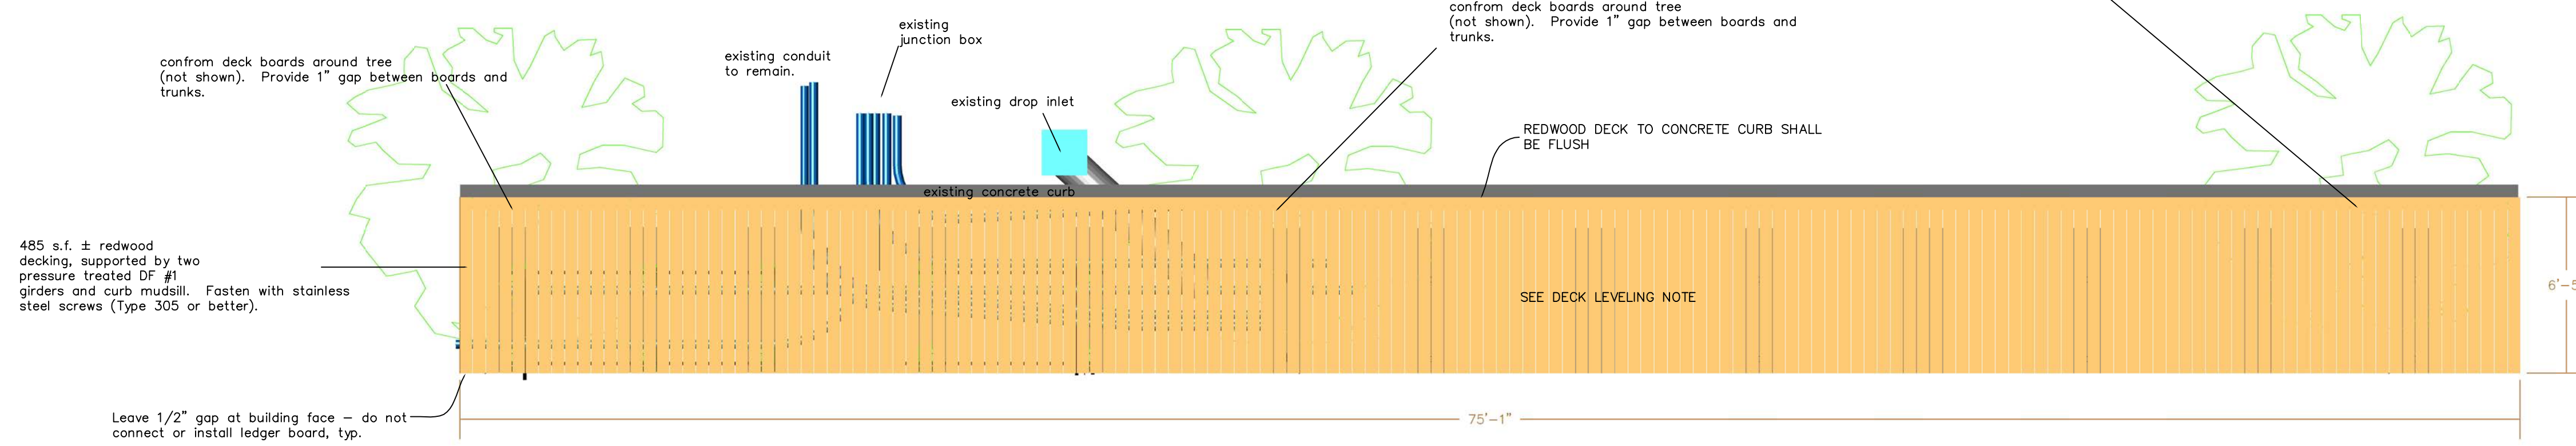 confrom deck boards around tree
(not shown).  Provide 1” gap between boards and
trunks.
existing conduit
to remain.
existing
junction box
existing drop inlet
confrom deck boards around tree
(not shown).  Provide 1” gap between boards and
trunks.
REDWOOD DECK TO CONCRETE CURB SHALL
BE FLUSH
existing concrete curb
485 s.f. ± redwood
decking, supported by two
pressure treated DF #1
girders and curb mudsill.  Fasten with stainless
steel screws (Type 305 or better).
SEE DECK LEVELING NOTE
6'-5
Leave 1/2” gap at building face – do not
connect or install ledger board, typ.
75'-1”